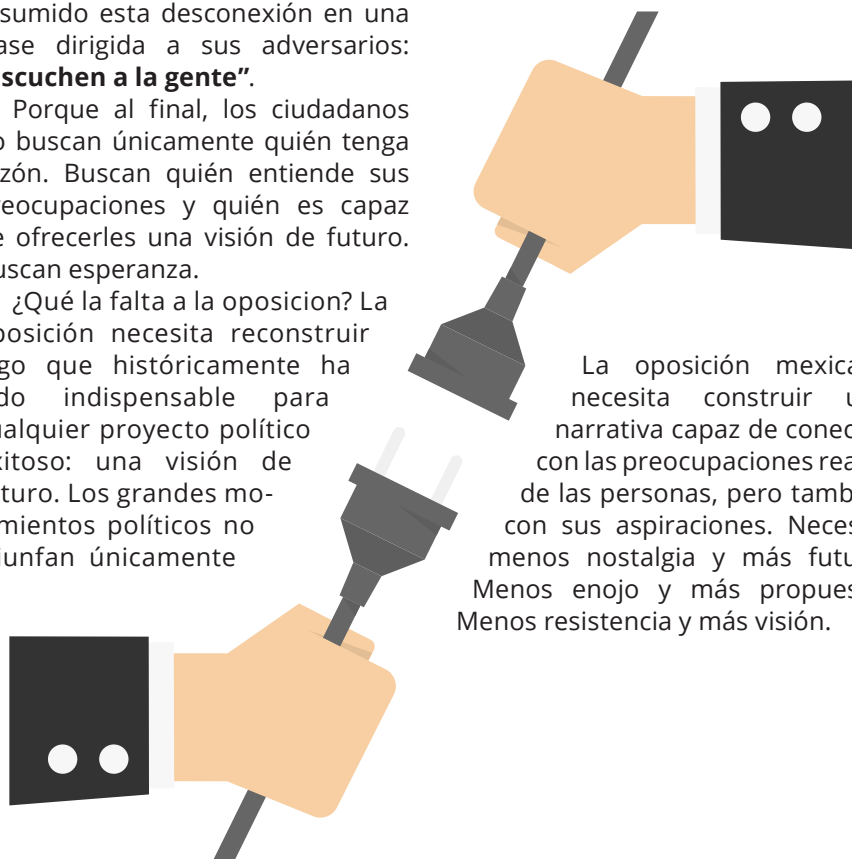 sumido esta desconexión en una
ase dirigida a sus adversarios:
scuchen a la gente”.
Porque al final, los ciudadanos
o buscan únicamente quién tenga
zón. Buscan quién entiende sus
reocupaciones y quién es capaz
e ofrecerles una visión de futuro.
uscan esperanza.
¿Qué la falta a la oposicion? La
posición necesita reconstruir
go que históricamente ha
do indispensable para
ualquier proyecto político
xitoso: una visión de
turo. Los grandes mo-
mientos políticos no
iunfan únicamente
La oposición mexica
necesita construir u
narrativa capaz de conec
con las preocupaciones rea
de las personas, pero tamb
con sus aspiraciones. Neces
menos nostalgia y más futu
Menos enojo y más propues
Menos resistencia y más visión.